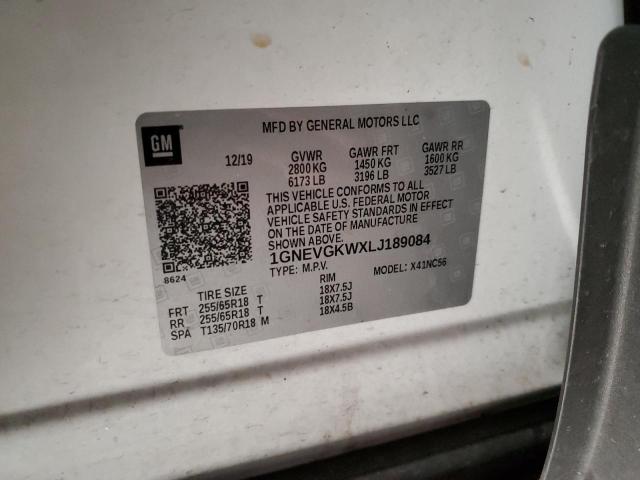 GM
MFD BY GENERAL MOTORS LLC
12/19 GVWR GAWR FRT GAWR RR
2800 KG 1450 KG 1600 KG
6173 LB 3196 LB 3527 LB
THIS VEHICLE CONFORMS TO ALL
APPLICABLE U.S. FEDERAL MOTOR
VEHICLE SAFETY STANDARDS IN EFFECT
ON THE DATE OF MANUFACTURE
SHOWN ABOVE.
1GNEVGKWXLJ189084
8624
TYPE: M.P.V. MODEL: X41NC56
TIRE SIZE RIM
FRT 255/65R18 T 18X7.5J
RR 255/65R18 T 18X7.5J
SPA T135/70R18 M 18X4.5B